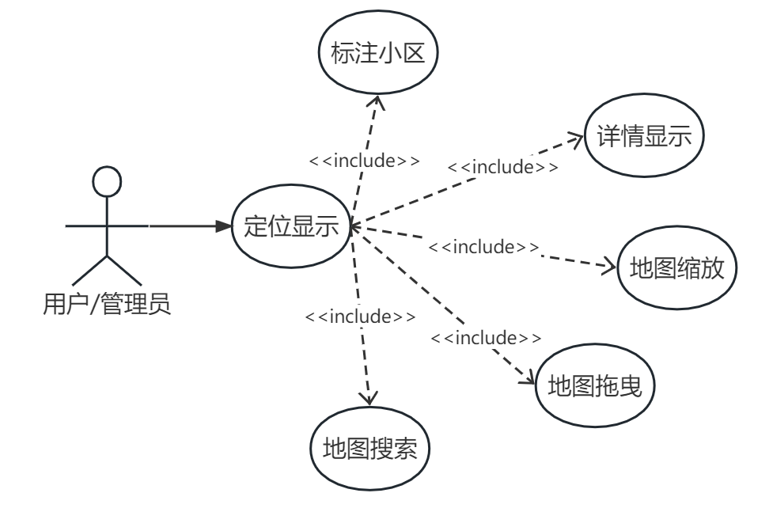 标注小区
<<include>>
<<include>>
详情显示
用户/管理员
定位显示
<<include>>
地图缩放
<<include>>
<<include>>
地图拖曳
地图搜索